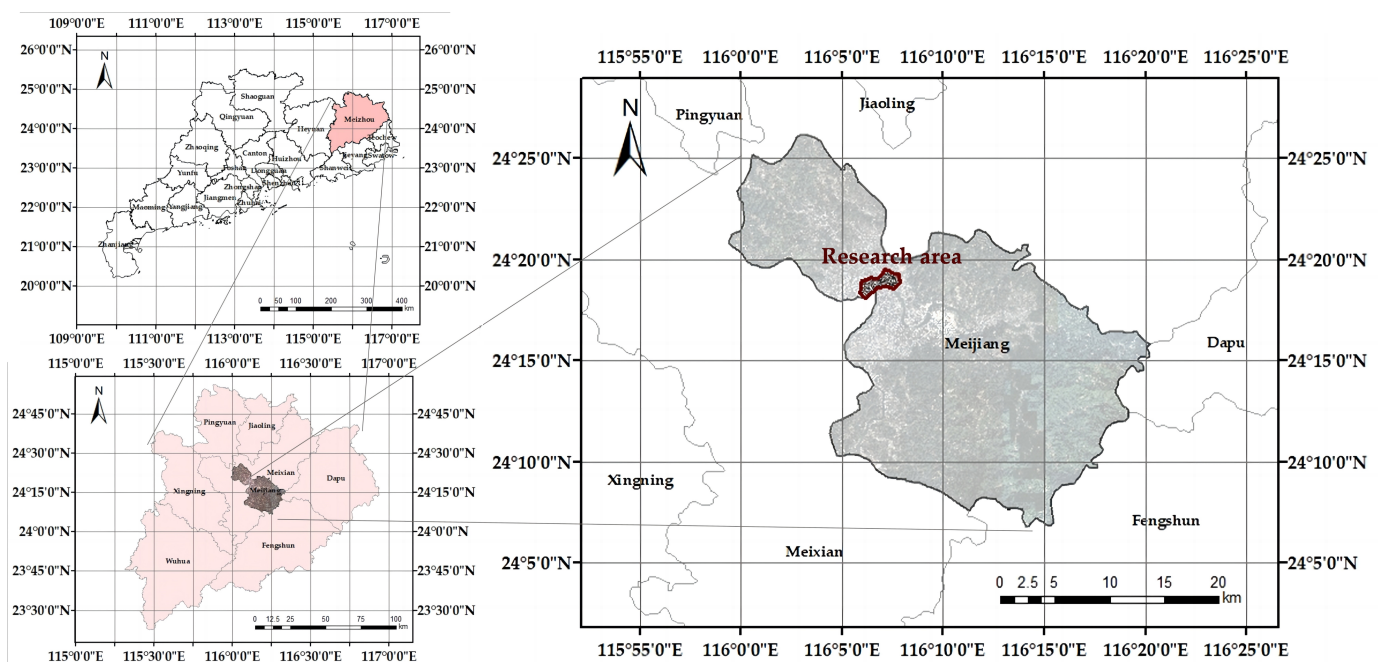 109°0'0"E 111°0'0"E 113°0'0"E 115°0'0"E 117°0'0"E
26°0'0"N 26°0'0"N
N
25°0'0"N 25°0'0"N
Shaoguan
Meizhou
Qingyuan
24°0'0"N 24°0'0"N
Heyuan
Zhaoqing
Canton
Huizhou
23°0'0"N 23°0'0"N
Shanwei
Yunfu
Dongguan
Zhongshan
Jiangmen
22°0'0"N 22°0'0"N
Maoming Yangjiang
21°0'0"N 21°0'0"N
20°0'0"N 20°0'0"N
0 50 100 200 300 400
km
109°0'0"E 111°0'0"E 113°0'0"E 115°0'0"E 117°0'0"E
115°0'0"E 115°30'0"E 116°0'0"E 116°30'0"E 117°0'0"E
N
24°45'0"N 24°45'0"N
Pingyuan Jiaoling
24°30'0"N 24°30'0"N
Meixian
Dapu
24°15'0"N 24°15'0"N
Xingning
Meijiang
24°0'0"N 24°0'0"N
Fengshun
Wuhua
23°45'0"N 23°45'0"N
23°30'0"N 23°30'0"N
0 12.5 25 50 75 100
km
115°0'0"E 115°30'0"E 116°0'0"E 116°30'0"E 117°0'0"E
115°55'0"E 116°0'0"E 116°5'0"E 116°10'0"E 116°15'0"E 116°20'0"E 116°25'0"E
N
Pingyuan
Jiaoling
24°25'0"N 24°25'0"N
Research area
24°20'0"N 24°20'0"N
Meijiang
Dapu
24°15'0"N 24°15'0"N
24°10'0"N 24°10'0"N
Xingning
Fengshun
Meixian
24°5'0"N 24°5'0"N
0 2.5 5 10 15 20
km
115°55'0"E 116°0'0"E 116°5'0"E 116°10'0"E 116°15'0"E 116°20'0"E 116°25'0"E